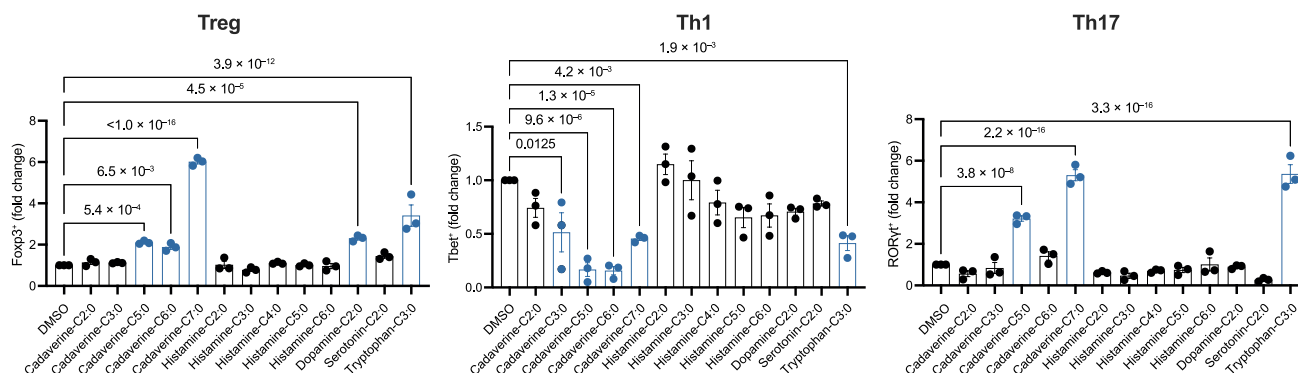 Treg
3.9 × 10⁻¹²
4.5 × 10⁻⁵
<1.0 × 10⁻¹⁶
6.5 × 10⁻³
5.4 × 10⁻⁴
Foxp3⁺ (fold change)
8
6
4
2
0
DMSO
Cadaverine-C2:0
Cadaverine-C3:0
Cadaverine-C5:0
Cadaverine-C6:0
Cadaverine-C7:0
Histamine-C2:0
Histamine-C3:0
Histamine-C4:0
Histamine-C5:0
Histamine-C6:0
Dopamine-C2:0
Serotonin-C2:0
Tryptophan-C3:0
Th1
1.9 × 10⁻³
4.2 × 10⁻³
1.3 × 10⁻⁵
9.6 × 10⁻⁶
0.0125
Tbet⁺ (fold change)
1.5
1.0
0.5
0.0
DMSO
Cadaverine-C2:0
Cadaverine-C3:0
Cadaverine-C5:0
Cadaverine-C6:0
Cadaverine-C7:0
Histamine-C2:0
Histamine-C3:0
Histamine-C4:0
Histamine-C5:0
Histamine-C6:0
Dopamine-C2:0
Serotonin-C2:0
Tryptophan-C3:0
Th17
3.3 × 10⁻¹⁶
2.2 × 10⁻¹⁶
3.8 × 10⁻⁸
RORγt⁺ (fold change)
8
6
4
2
0
DMSO
Cadaverine-C2:0
Cadaverine-C3:0
Cadaverine-C5:0
Cadaverine-C6:0
Cadaverine-C7:0
Histamine-C2:0
Histamine-C3:0
Histamine-C4:0
Histamine-C5:0
Histamine-C6:0
Dopamine-C2:0
Serotonin-C2:0
Tryptophan-C3:0